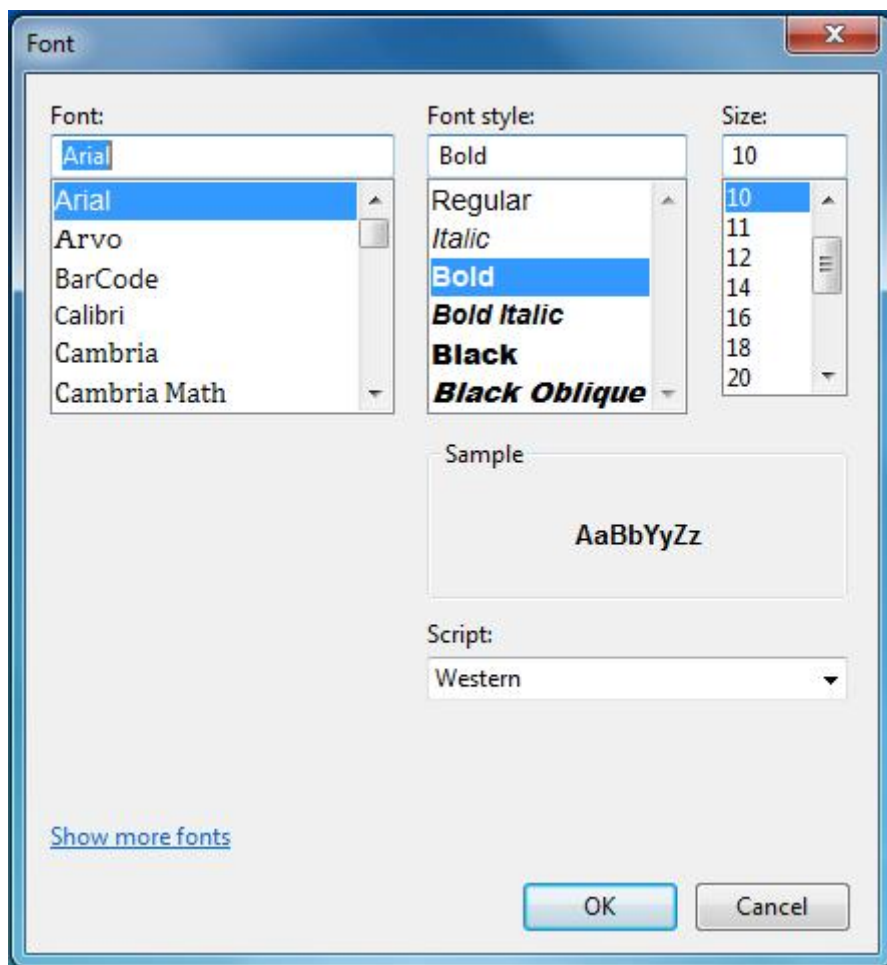 Font
Font:
Arial
Arial
Arvo
BarCode
Calibri
Cambria
Cambria Math
Font style:
Bold
Regular
Italic
Bold
Bold Italic
Black
Black Oblique
Size:
10
10
11
12
14
16
18
20
Sample
AaBbYyZz
Script:
Western
Show more fonts
OK
Cancel